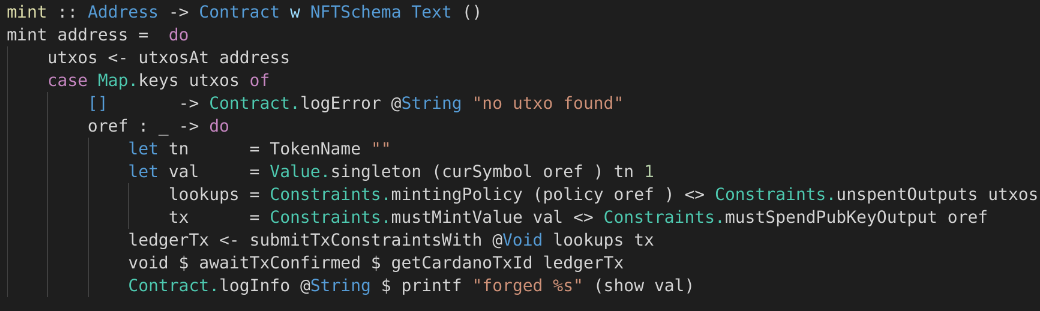 mint :: Address -> Contract w NFTSchema Text ()
mint address =  do
    utxos <- utxosAt address
    case Map.keys utxos of
        []       -> Contract.logError @String "no utxo found"
        oref : _ -> do
            let tn      = TokenName ""
            let val     = Value.singleton (curSymbol oref ) tn 1
                lookups = Constraints.mintingPolicy (policy oref ) <> Constraints.unspentOutputs utxos
                tx      = Constraints.mustMintValue val <> Constraints.mustSpendPubKeyOutput oref
            ledgerTx <- submitTxConstraintsWith @Void lookups tx
            void $ awaitTxConfirmed $ getCardanoTxId ledgerTx
            Contract.logInfo @String $ printf "forged %s" (show val)